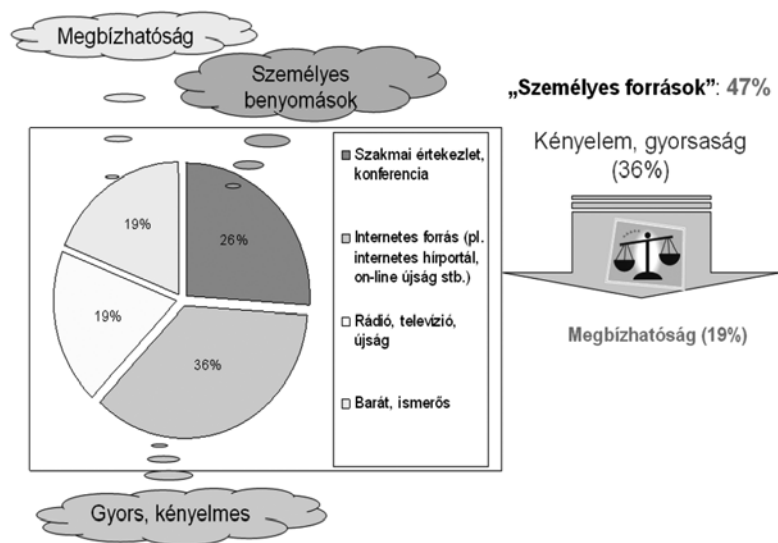 Megbízhatóság
Személyes
benyomások
„Személyes források”: 47%
Kényelem, gyorsaság
(36%)
Megbízhatóság (19%)
19%
26%
19%
36%
Szakmai értekezlet,
konferencia
Internetes forrás (pl.
internetes hírportál,
on-line újság stb.)
Rádió, televízió,
újság
Barát, ismerős
Gyors, kényelmes